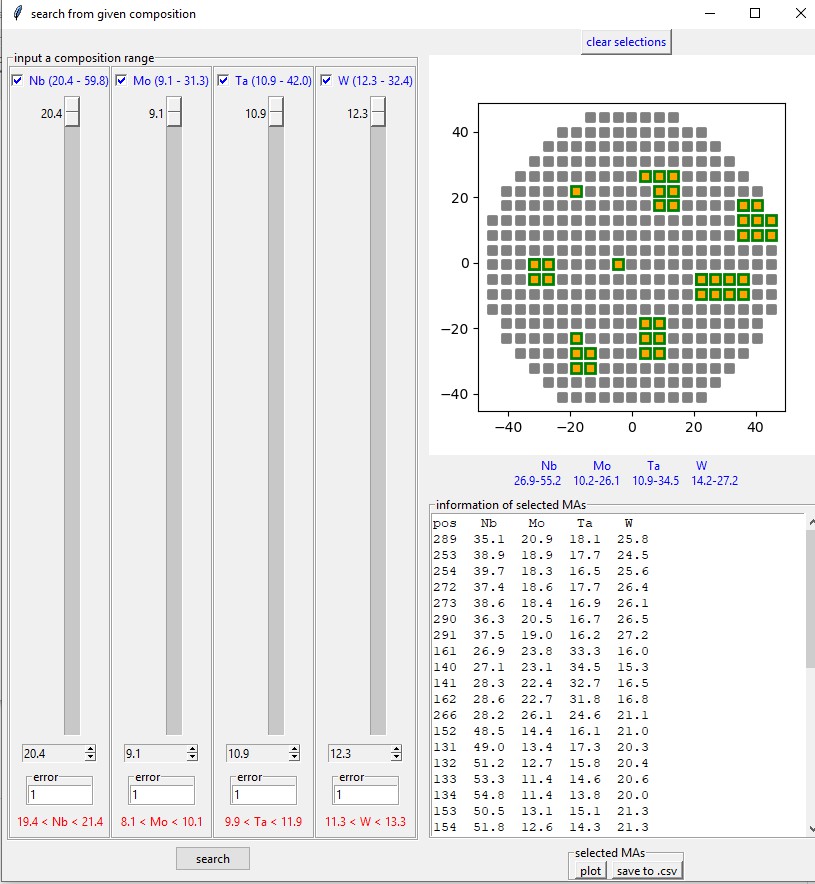 search from given composition
clear selections
input a composition range
Nb (20.4 - 59.8) Mo (9.1 - 31.3) Ta (10.9 - 42.0) W (12.3 - 32.4)
20.4 9.1 10.9 12.3
20.4 9.1 10.9 12.3
error error error error
1 1 1 1
19.4 < Nb < 21.4 8.1 < Mo < 10.1 9.9 < Ta < 11.9 11.3 < W < 13.3
search
40
20
0
−20
−40
−40 −20 0 20 40
Nb Mo Ta W
26.9-55.2 10.2-26.1 10.9-34.5 14.2-27.2
information of selected MAs
pos Nb Mo Ta W
289 35.1 20.9 18.1 25.8
253 38.9 18.9 17.7 24.5
254 39.7 18.3 16.5 25.6
272 37.4 18.6 17.7 26.4
273 38.6 18.4 16.9 26.1
290 36.3 20.5 16.7 26.5
291 37.5 19.0 16.2 27.2
161 26.9 23.8 33.3 16.0
140 27.1 23.1 34.5 15.3
141 28.3 22.4 32.7 16.5
162 28.6 22.7 31.8 16.8
266 28.2 26.1 24.6 21.1
152 48.5 14.4 16.1 21.0
131 49.0 13.4 17.3 20.3
132 51.2 12.7 15.8 20.4
133 53.3 11.4 14.6 20.6
134 54.8 11.4 13.8 20.0
153 50.5 13.1 15.1 21.3
154 51.8 12.6 14.3 21.3
selected MAs
plot save to .csv